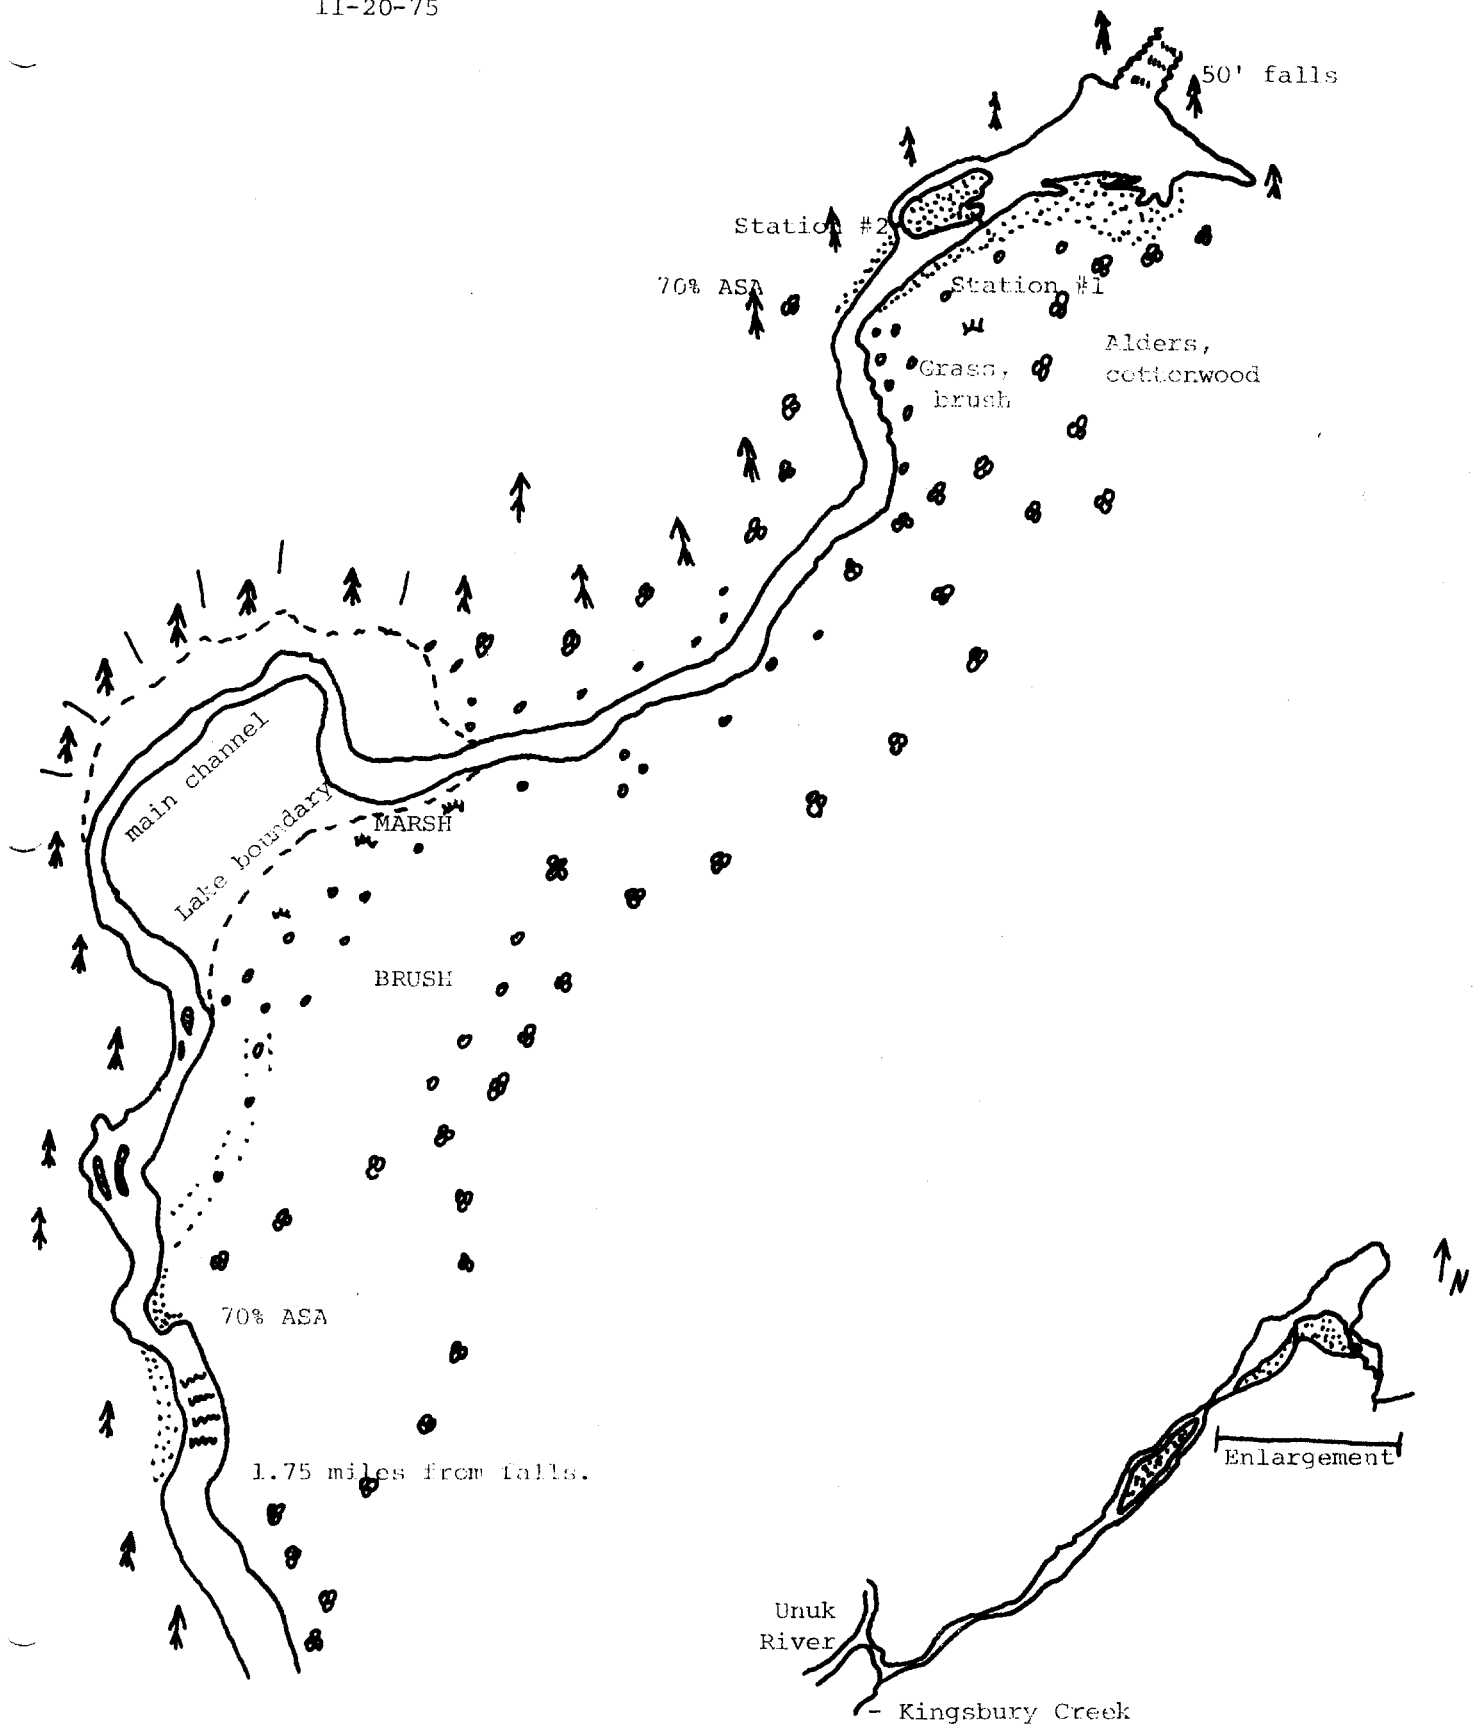 11-20-75
50' falls
Station #2
70% ASA
Station #1
Alders,
cottonwood
Grass,
brush
main channel
Lake boundary
MARSH
BRUSH
70% ASA
1.75 miles from falls.
N
Enlargement
Unuk
River
- Kingsbury Creek